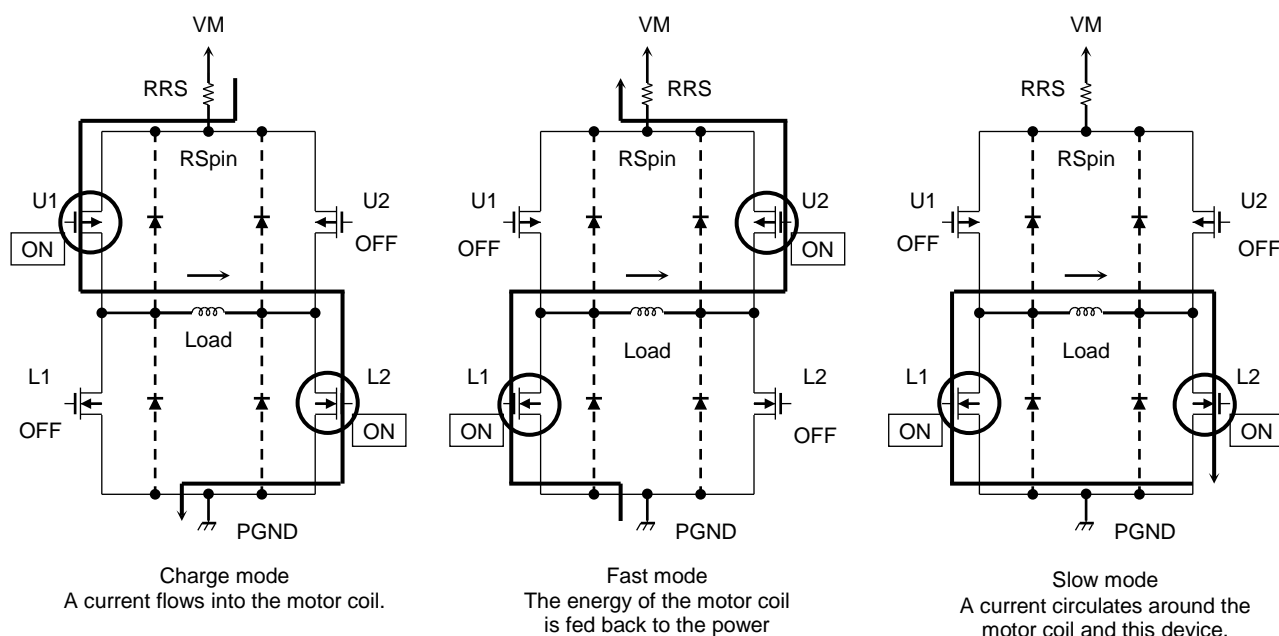 VM
RRS
RSpin
U1
U2
ON
OFF
Load
L1
L2
OFF
ON
PGND
Charge mode
A current flows into the motor coil.
VM
RRS
RSpin
U1
U2
OFF
ON
Load
L1
L2
ON
OFF
PGND
Fast mode
The energy of the motor coil
is fed back to the power
VM
RRS
RSpin
U1
U2
OFF
OFF
Load
L1
L2
ON
ON
PGND
Slow mode
A current circulates around the
motor coil and this device.